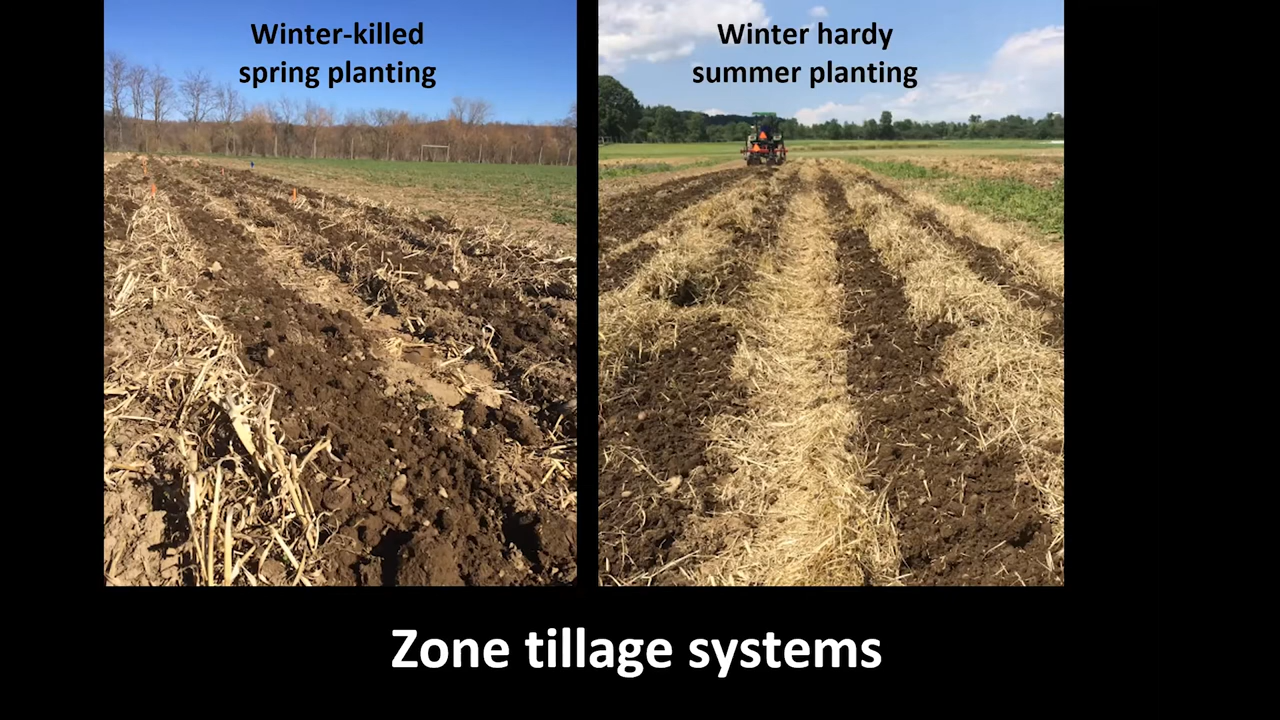 Winter-killed
spring planting
Winter hardy
summer planting
Zone tillage systems